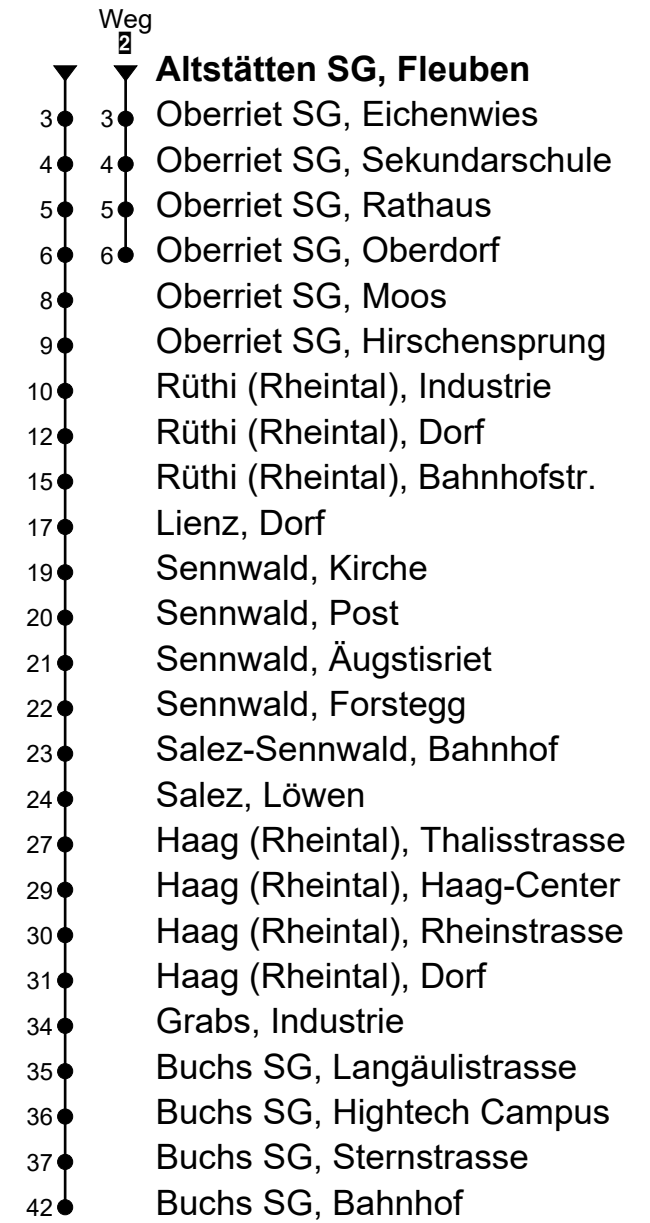 Weg
2
Altstätten SG, Fleuben
3 3 Oberriet SG, Eichenwies
4 4 Oberriet SG, Sekundarschule
5 5 Oberriet SG, Rathaus
6 6 Oberriet SG, Oberdorf
8 Oberriet SG, Moos
9 Oberriet SG, Hirschensprung
10 Rüthi (Rheintal), Industrie
12 Rüthi (Rheintal), Dorf
15 Rüthi (Rheintal), Bahnhofstr.
17 Lienz, Dorf
19 Sennwald, Kirche
20 Sennwald, Post
21 Sennwald, Äugstisriet
22 Sennwald, Forstegg
23 Salez-Sennwald, Bahnhof
24 Salez, Löwen
27 Haag (Rheintal), Thalisstrasse
29 Haag (Rheintal), Haag-Center
30 Haag (Rheintal), Rheinstrasse
31 Haag (Rheintal), Dorf
34 Grabs, Industrie
35 Buchs SG, Langäulistrasse
36 Buchs SG, Hightech Campus
37 Buchs SG, Sternstrasse
42 Buchs SG, Bahnhof